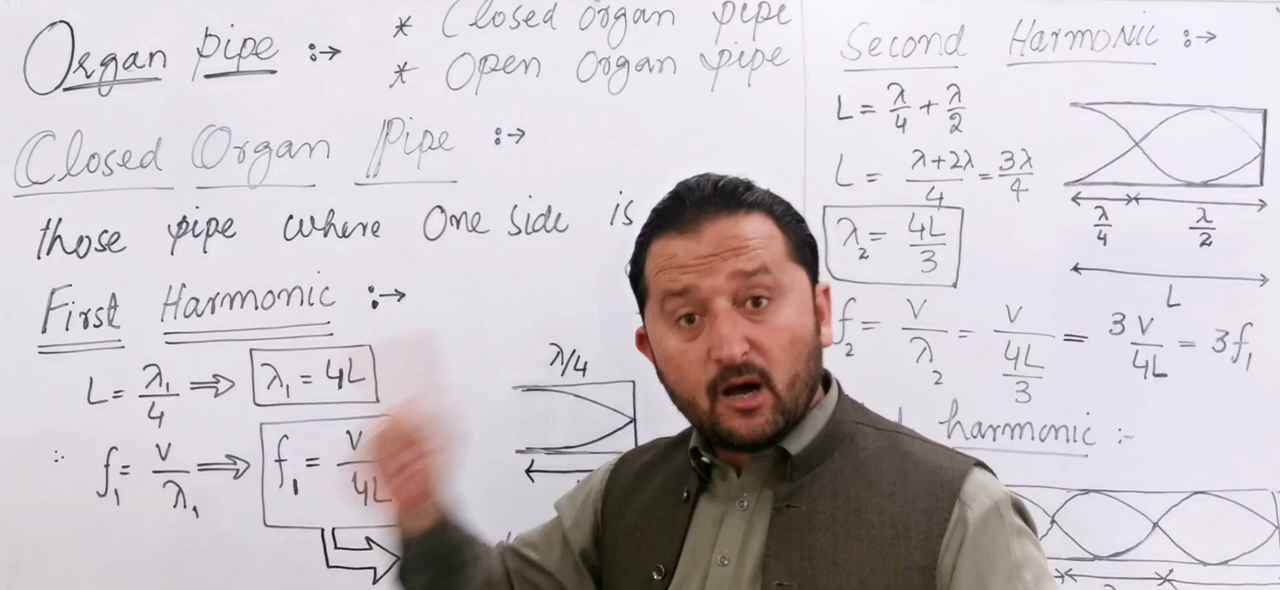 Organ pipe :→
* Closed organ pipe
* Open organ pipe
Closed Organ Pipe :→
those pipe where One side is
First Harmonic :→
L = λ₁/4 ⇒ λ₁ = 4L
∴ f₁ = v/λ₁ ⇒ f₁ = v/4L
λ/4
Second Harmonic :→
L = λ/4 + λ/2
L = (λ+2λ)/4 = 3λ/4
λ₂ = 4L/3
λ/4 λ/2
L
f₂ = v/λ₂ = v/(4L/3) = 3v/4L = 3f₁
harmonic :-